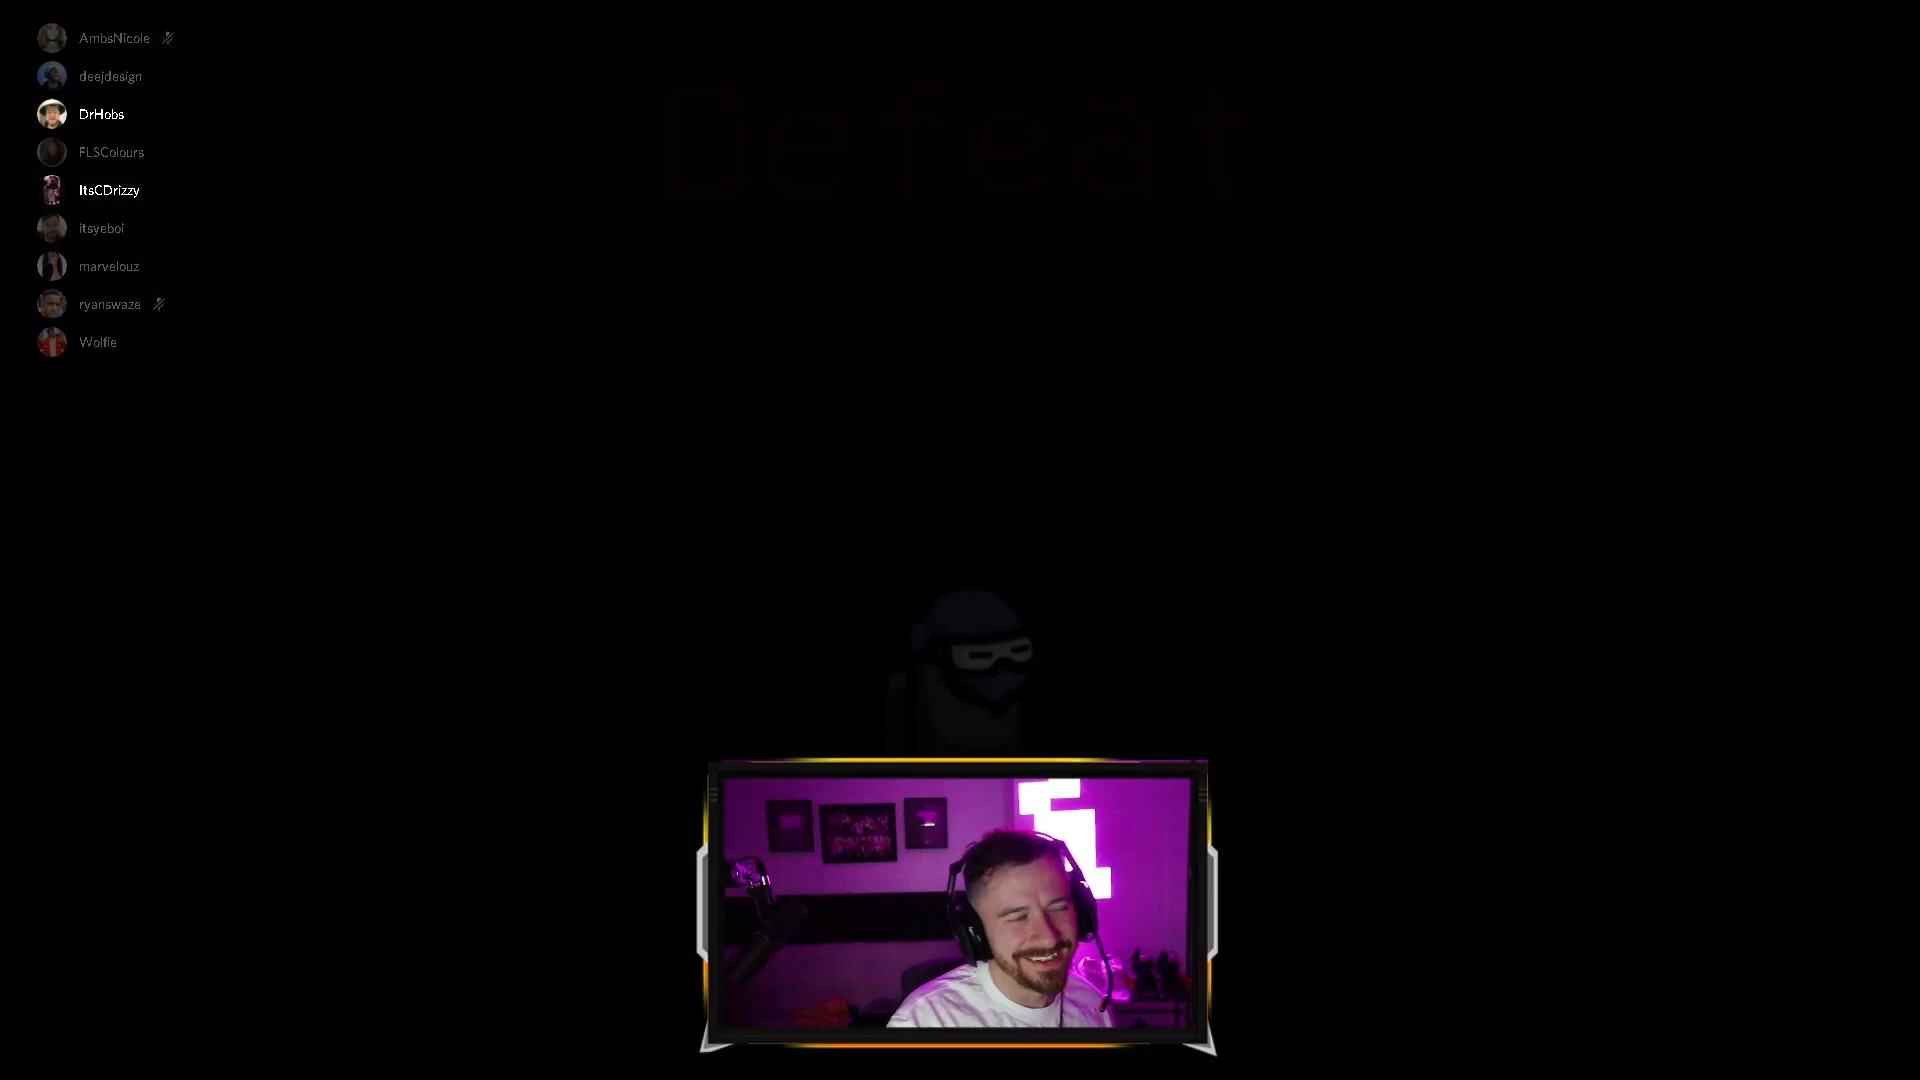 AmbsNicole
deejdesign
DrHobs
FLSColours
ItsCDrizzy
itsyeboi
marvelouz
ryanswaze
Wolfie
Defeat